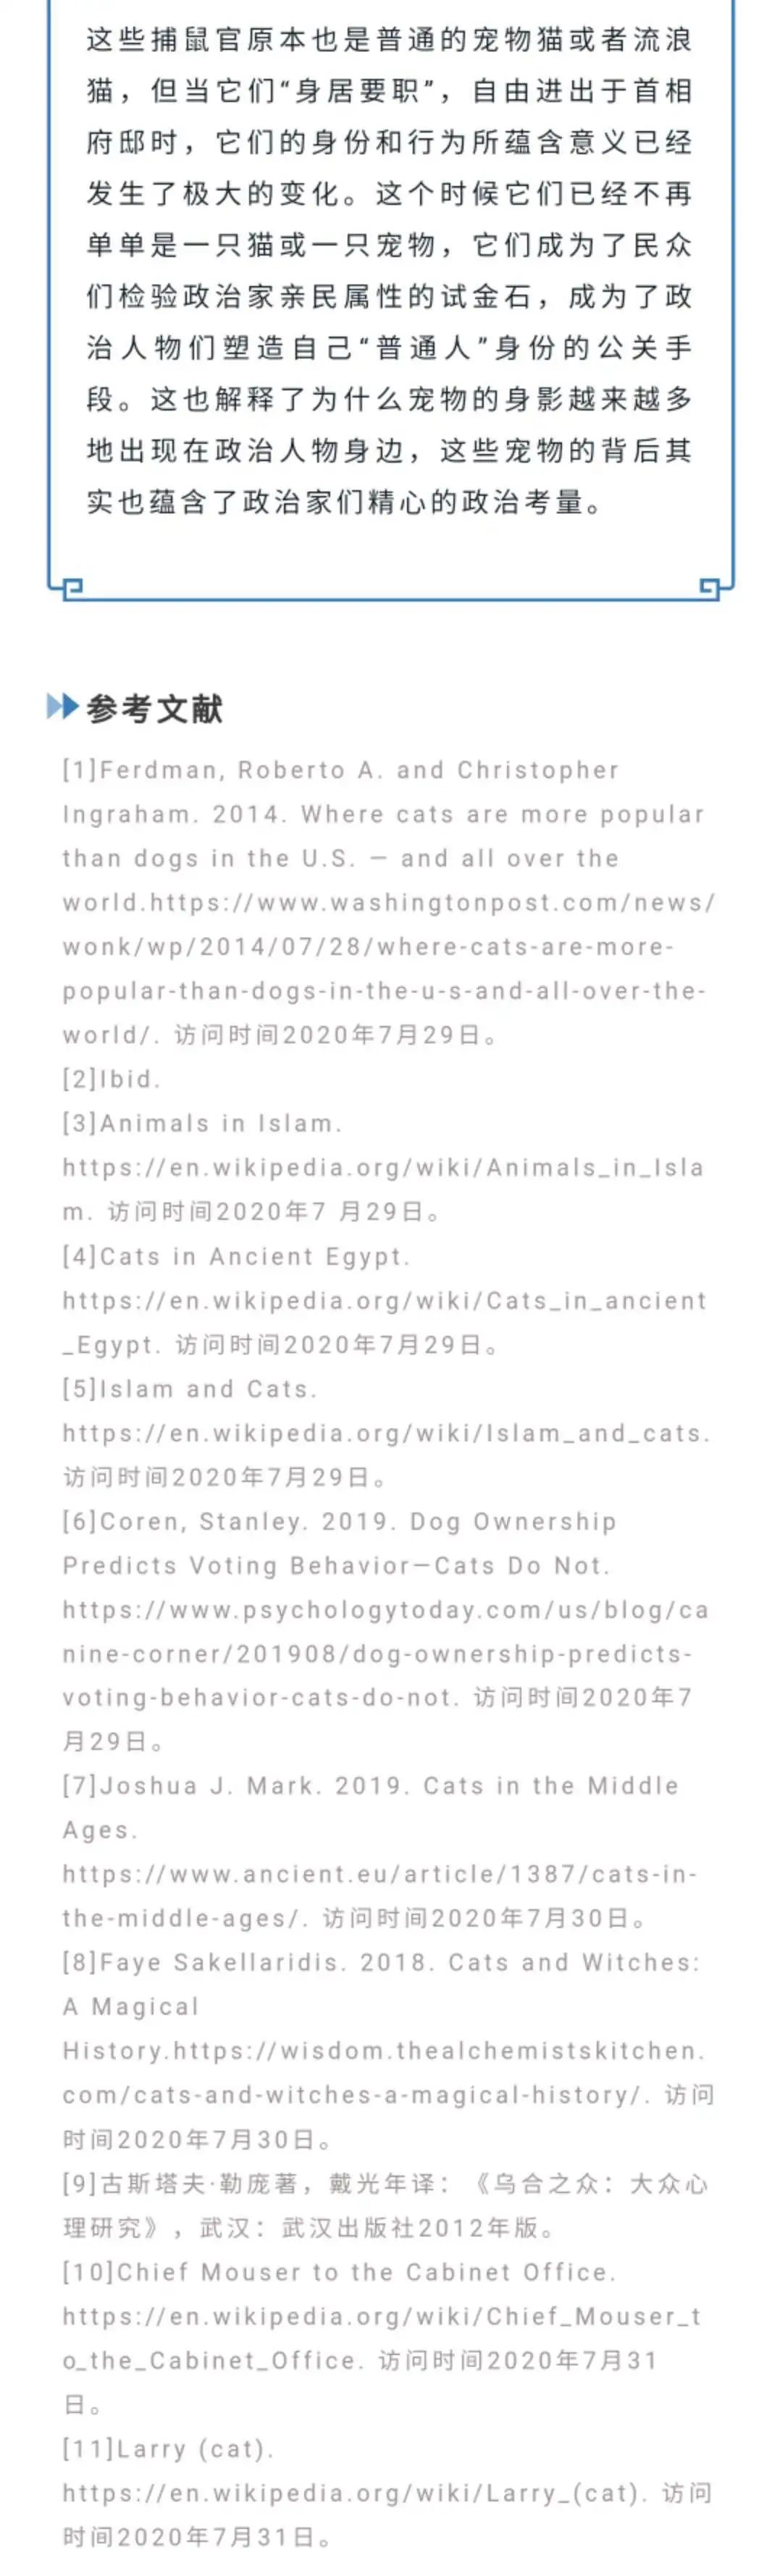 这些捕鼠官原本也是普通的宠物猫或者流浪
猫，但当它们“身居要职”，自由进出于首相
府邸时，它们的身份和行为所蕴含意义已经
发生了极大的变化。这个时候它们已经不再
单单是一只猫或一只宠物，它们成为了民众
们检验政治家亲民属性的试金石，成为了政
治人物们塑造自己“普通人”身份的公关手
段。这也解释了为什么宠物的身影越来越多
地出现在政治人物身边，这些宠物的背后其
实也蕴含了政治家们精心的政治考量。
参考文献
[1]Ferdman, Roberto A. and Christopher
Ingraham. 2014. Where cats are more popular
than dogs in the U.S. — and all over the
world.https://www.washingtonpost.com/news/
wonk/wp/2014/07/28/where-cats-are-more-
popular-than-dogs-in-the-u-s-and-all-over-the-
world/. 访问时间2020年7月29日。
[2]Ibid.
[3]Animals in Islam.
https://en.wikipedia.org/wiki/Animals_in_Isla
m. 访问时间2020年7 月29日。
[4]Cats in Ancient Egypt.
https://en.wikipedia.org/wiki/Cats_in_ancient
_Egypt. 访问时间2020年7月29日。
[5]Islam and Cats.
https://en.wikipedia.org/wiki/Islam_and_cats.
访问时间2020年7月29日。
[6]Coren, Stanley. 2019. Dog Ownership
Predicts Voting Behavior—Cats Do Not.
https://www.psychologytoday.com/us/blog/ca
nine-corner/201908/dog-ownership-predicts-
voting-behavior-cats-do-not. 访问时间2020年7
月29日。
[7]Joshua J. Mark. 2019. Cats in the Middle
Ages.
https://www.ancient.eu/article/1387/cats-in-
the-middle-ages/. 访问时间2020年7月30日。
[8]Faye Sakellaridis. 2018. Cats and Witches:
A Magical
History.https://wisdom.thealchemistskitchen.
com/cats-and-witches-a-magical-history/. 访问
时间2020年7月30日。
[9]古斯塔夫·勒庞著，戴光年译：《乌合之众：大众心
理研究》，武汉：武汉出版社2012年版。
[10]Chief Mouser to the Cabinet Office.
https://en.wikipedia.org/wiki/Chief_Mouser_t
o_the_Cabinet_Office. 访问时间2020年7月31
日。
[11]Larry (cat).
https://en.wikipedia.org/wiki/Larry_(cat). 访问
时间2020年7月31日。